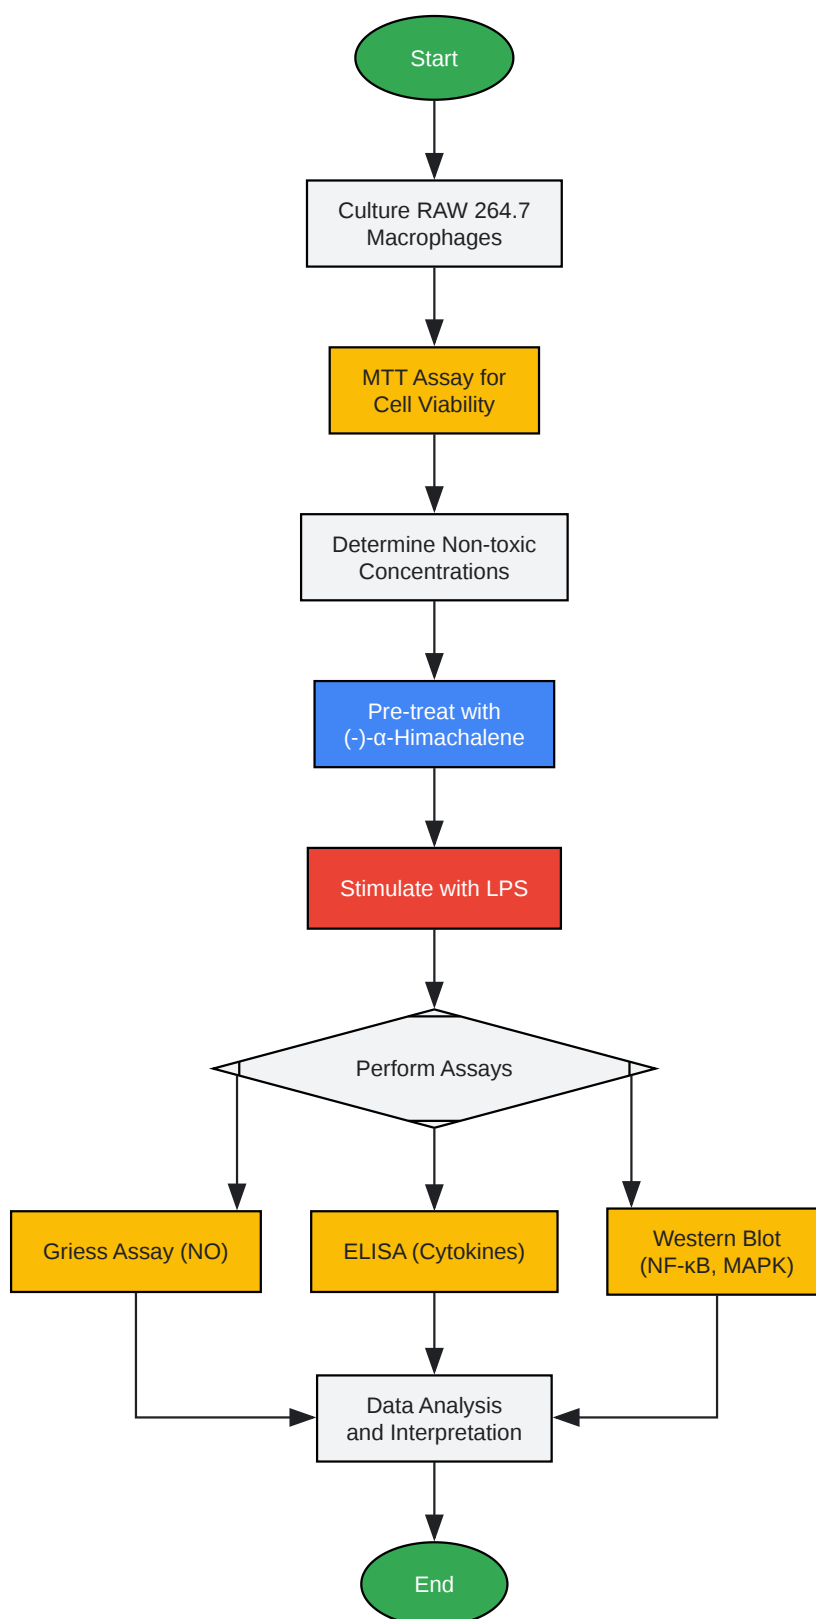 Start
Culture RAW 264.7
Macrophages
MTT Assay for
Cell Viability
Determine Non-toxic
Concentrations
Pre-treat with
(-)-α-Himachalene
Stimulate with LPS
Perform Assays
Griess Assay (NO)
ELISA (Cytokines)
Western Blot
(NF-κB, MAPK)
Data Analysis
and Interpretation
End